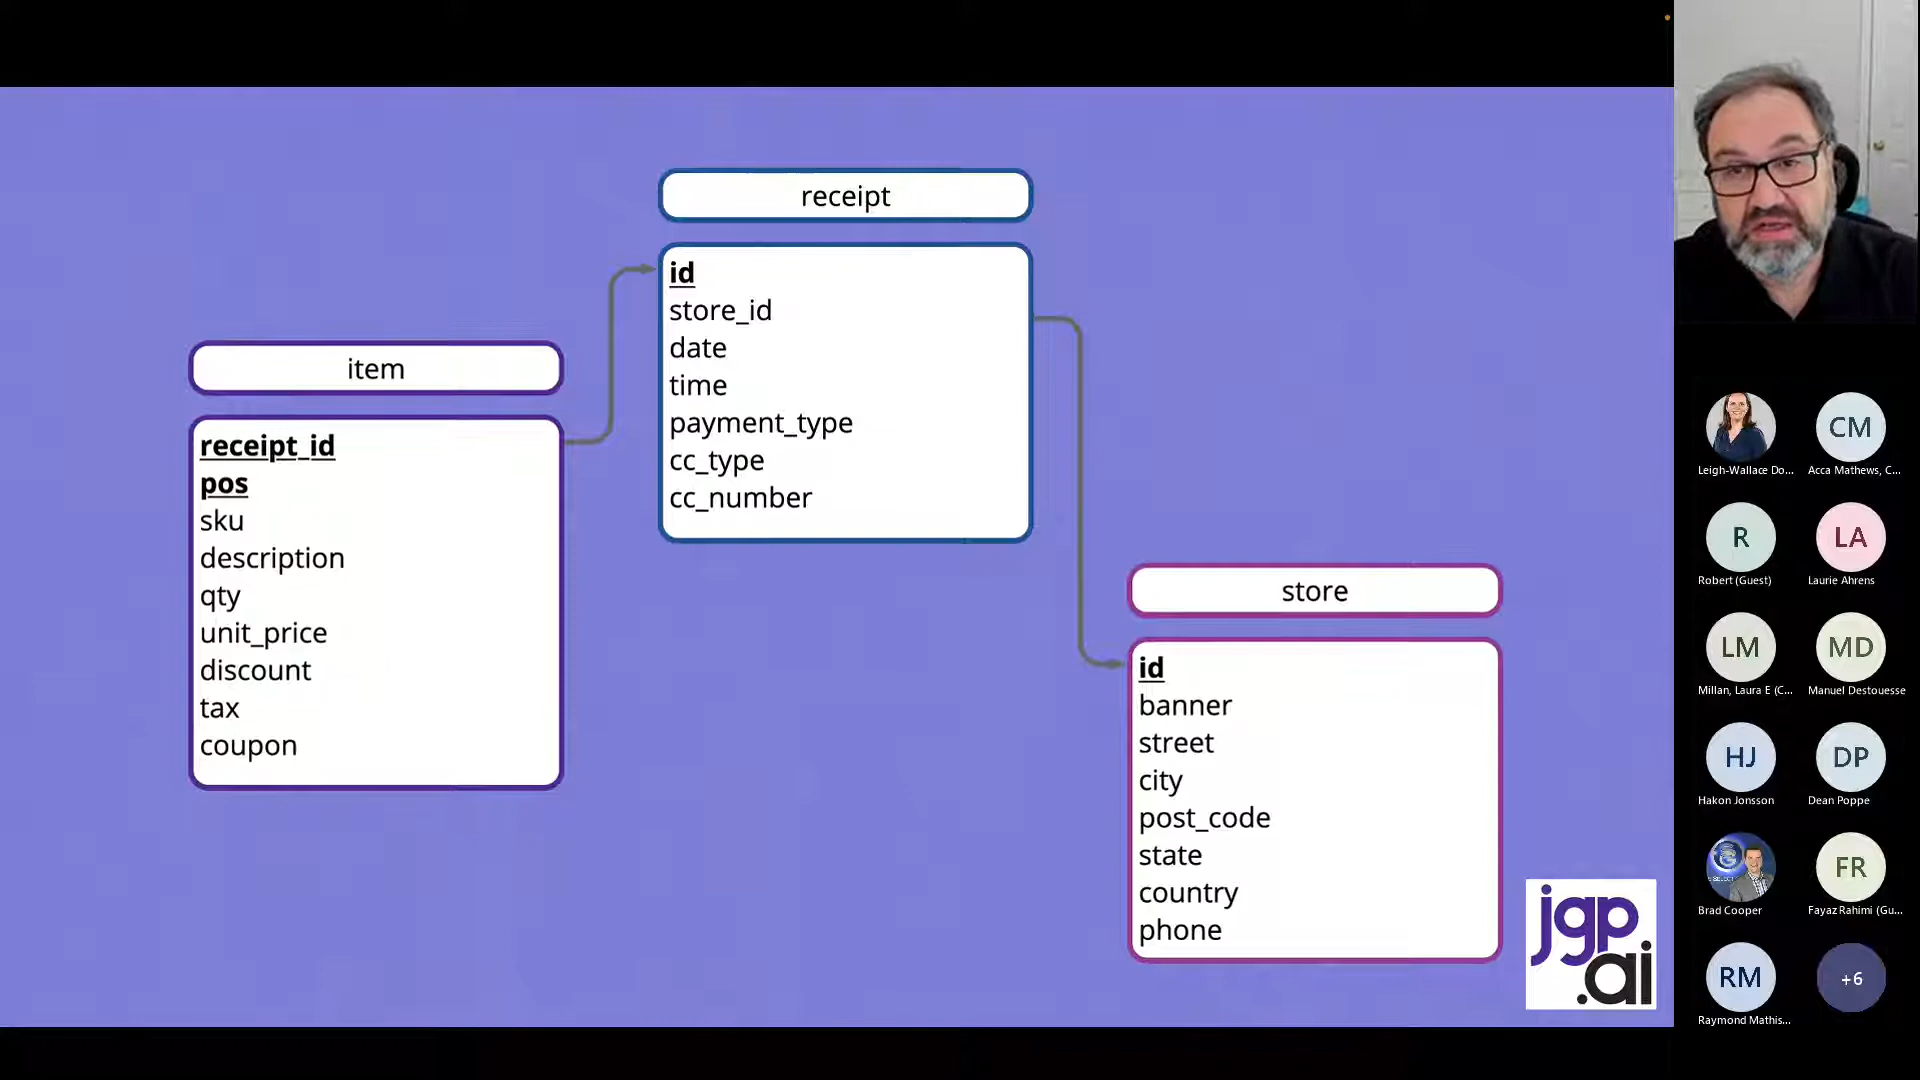 receipt
id
store_id
date
time
payment_type
cc_type
cc_number
item
receipt_id
pos
sku
description
qty
unit_price
discount
tax
coupon
store
id
banner
street
city
post_code
state
country
phone
jgp
.ai
Leigh-Wallace Do...
CM
Acca Mathews, C...
R
Robert (Guest)
LA
Laurie Ahrens
LM
Millan, Laura E (C...
MD
Manuel Destouesse
HJ
Hakon Jonsson
DP
Dean Poppe
Brad Cooper
FR
Fayaz Rahimi (Gu...
RM
Raymond Mathis...
+6